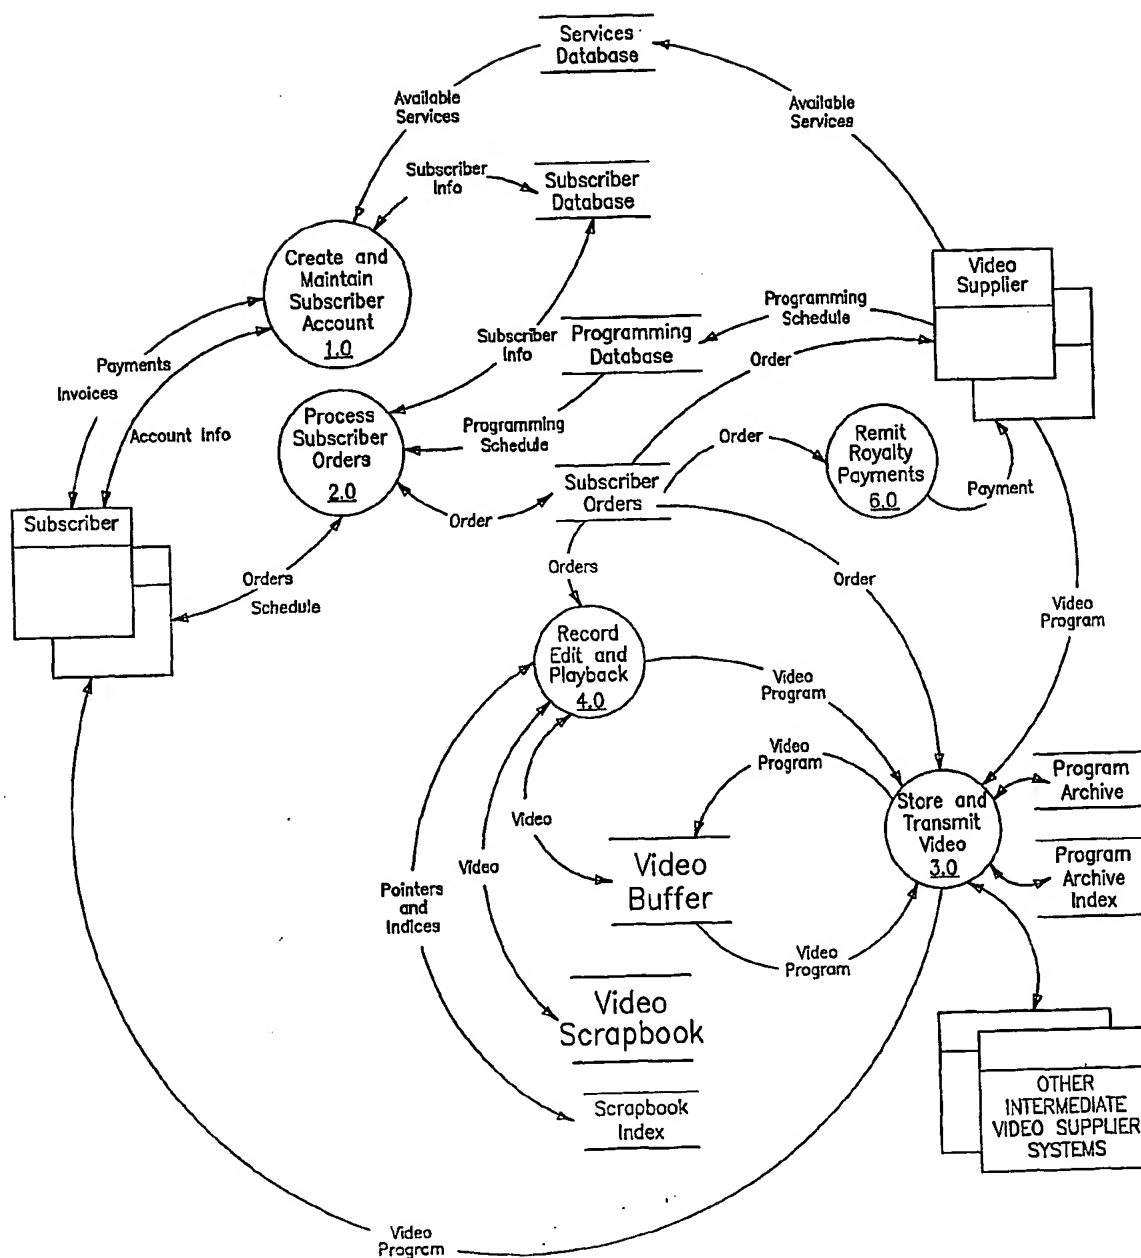 Services
Database
Available
Services
Available
Services
Subscriber
Info
Subscriber
Database
Create and
Maintain
Subscriber
Account
1.0
Video
Supplier
Programming
Schedule
Subscriber
Info
Programming
Database
Order
Payments
Invoices
Account Info
Process
Subscriber
Orders
2.0
Programming
Schedule
Order
Remit
Royalty
Payments
6.0
Payment
Subscriber
Orders
Order
Subscriber
Orders
Schedule
Orders
Order
Video
Program
Record
Edit and
Playback
4.0
Video
Program
Video
Program
Program
Archive
Store and
Transmit
Video
3.0
Program
Archive
Index
Video
Video
Pointers
and
Indices
Video
Buffer
Video
Program
Video
Scrapbook
Scrapbook
Index
OTHER
INTERMEDIATE
VIDEO SUPPLIER
SYSTEMS
Video
Program